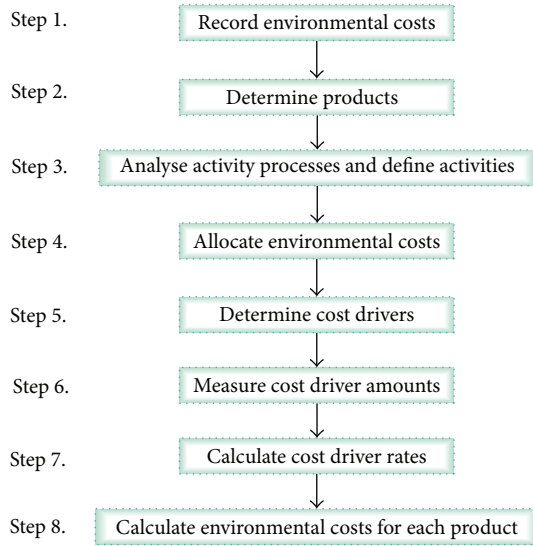 Step 1. Record environmental costs
Step 2. Determine products
Step 3. Analyse activity processes and define activities
Step 4. Allocate environmental costs
Step 5. Determine cost drivers
Step 6. Measure cost driver amounts
Step 7. Calculate cost driver rates
Step 8. Calculate environmental costs for each product